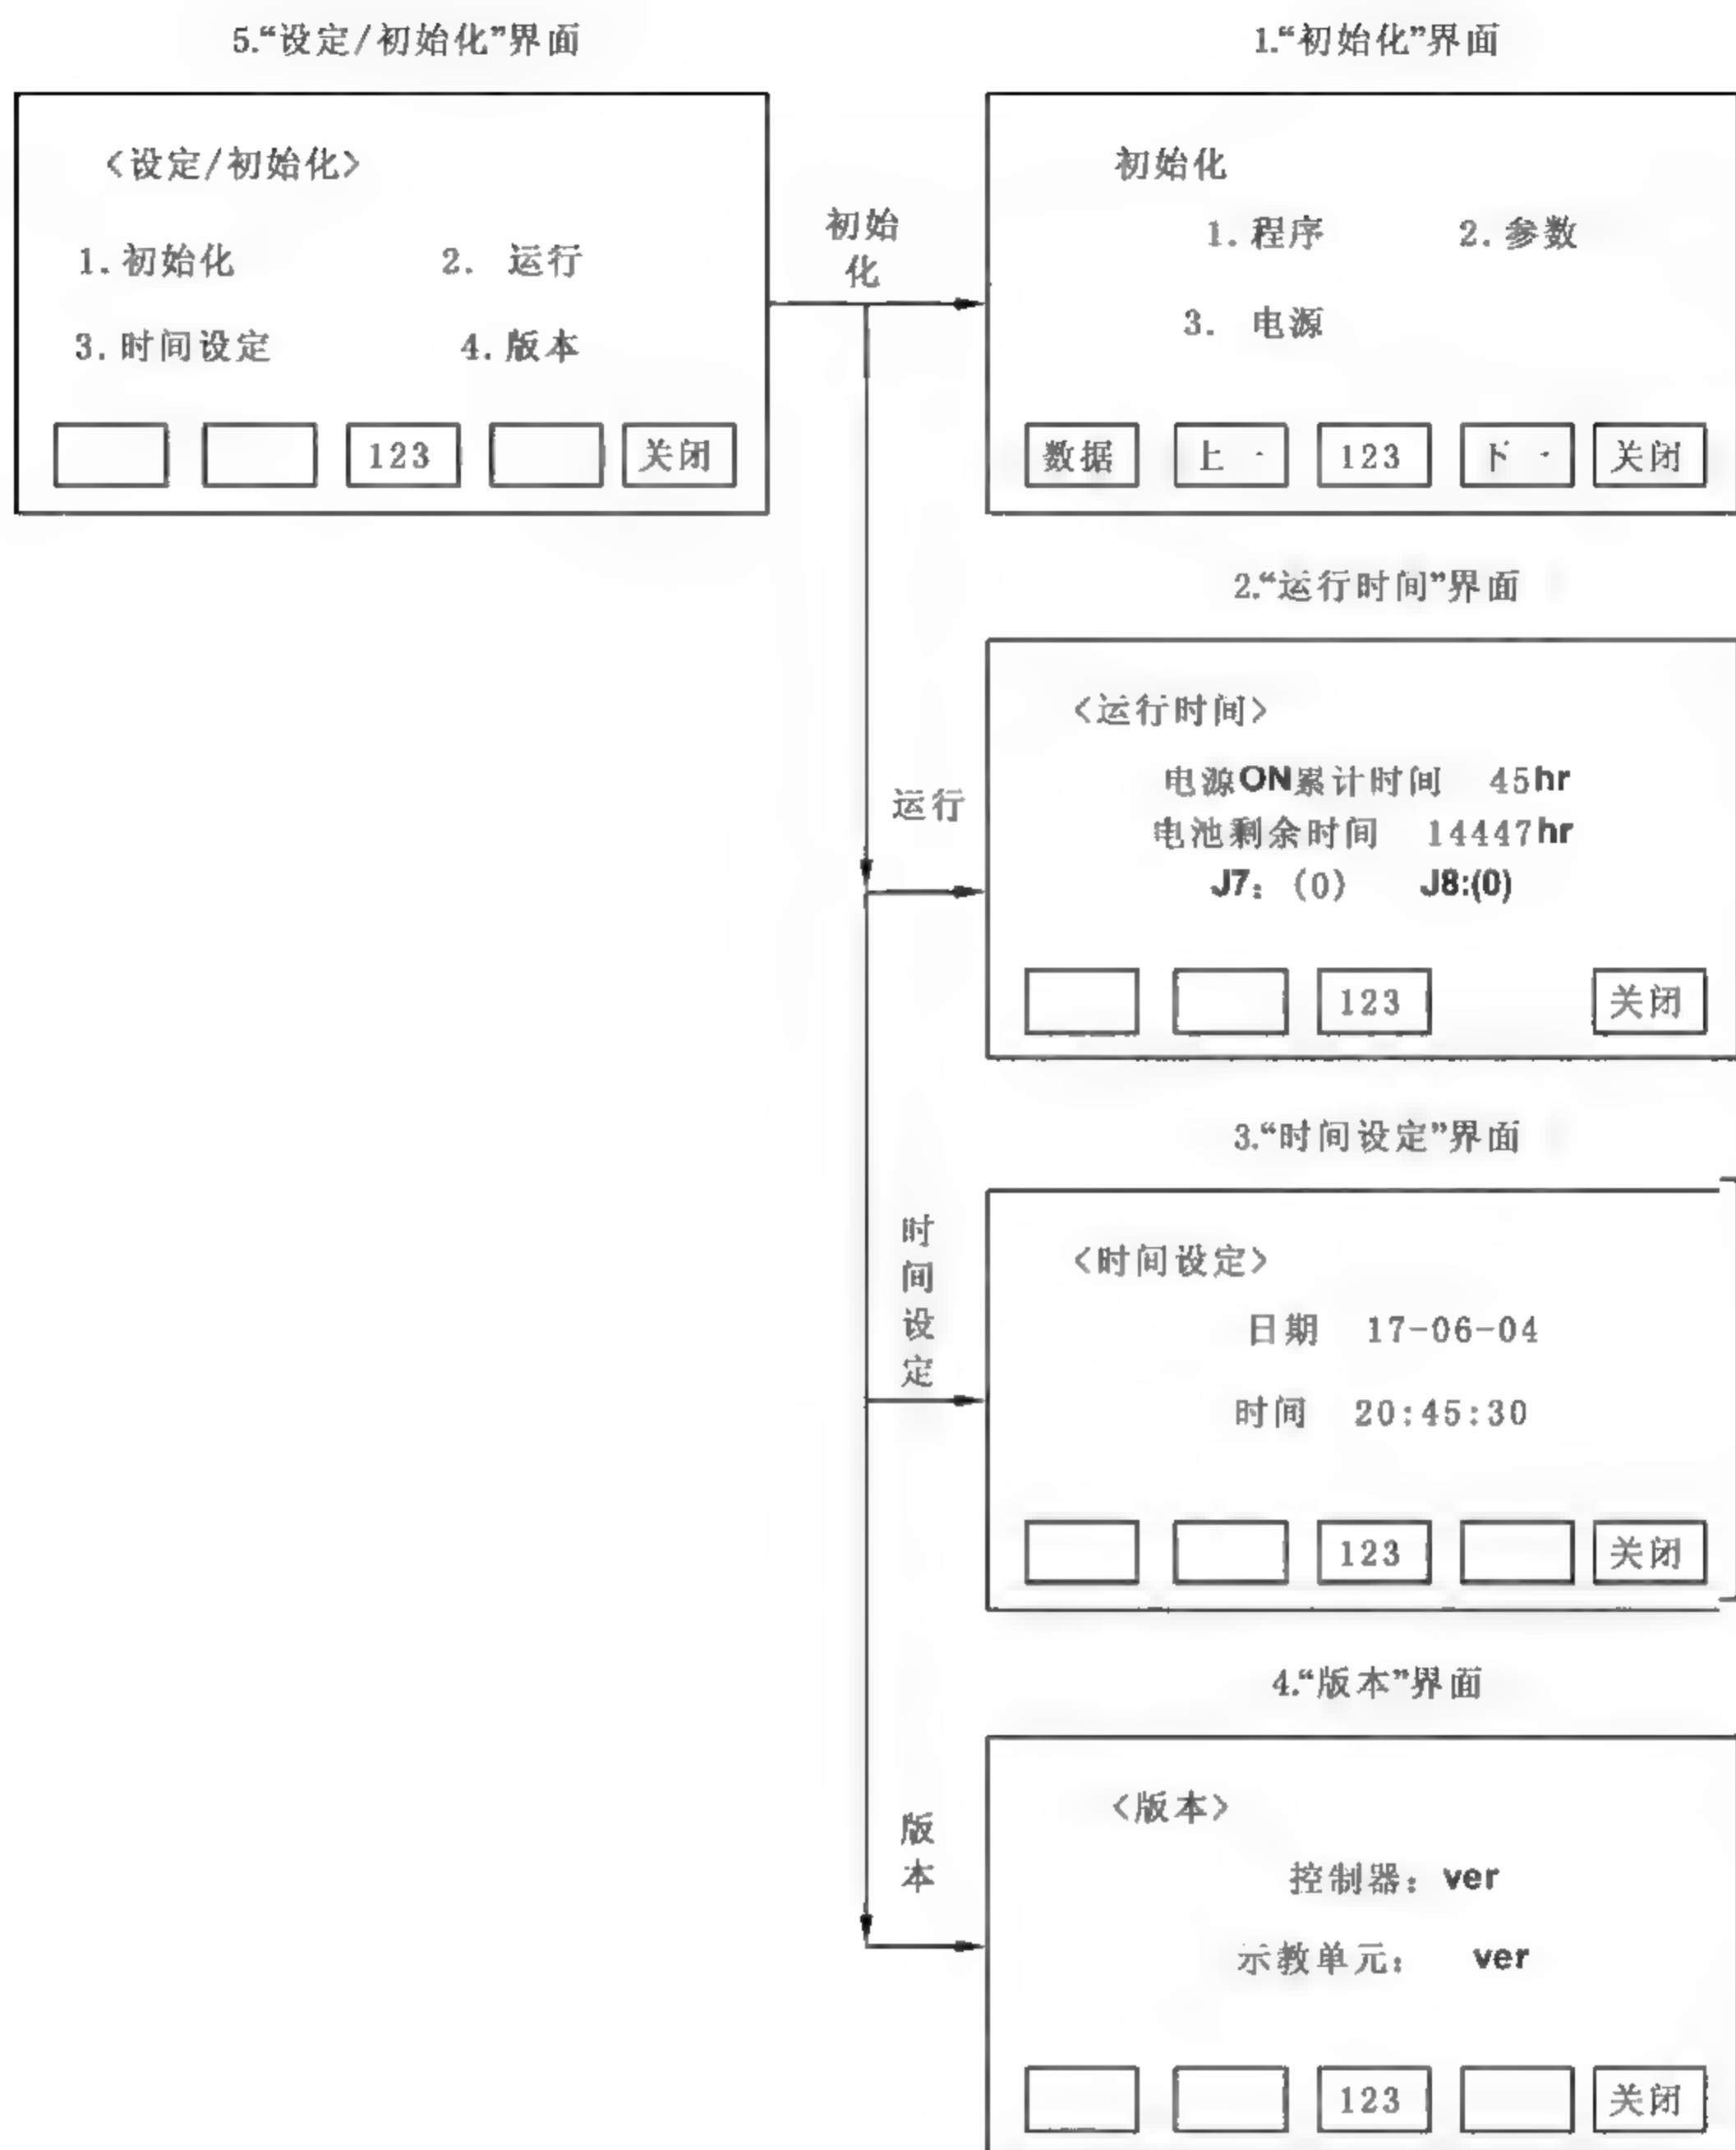 5.“设定/初始化”界面
<设定/初始化>
1.初始化 2. 运行
3.时间设定 4.版本
123 关闭
初始
化
1.“初始化”界面
初始化
1.程序 2.参数
3. 电源
数据 上一 123 下一 关闭
2.“运行时间”界面
运行
<运行时间>
电源ON累计时间 45hr
电池剩余时间 14447hr
J7：(0) J8:(0)
123 关闭
3.“时间设定”界面
时
间
设
定
<时间设定>
日期 17-06-04
时间 20:45:30
123 关闭
4.“版本”界面
版
本
<版本>
控制器：ver
示教单元： ver
123 关闭